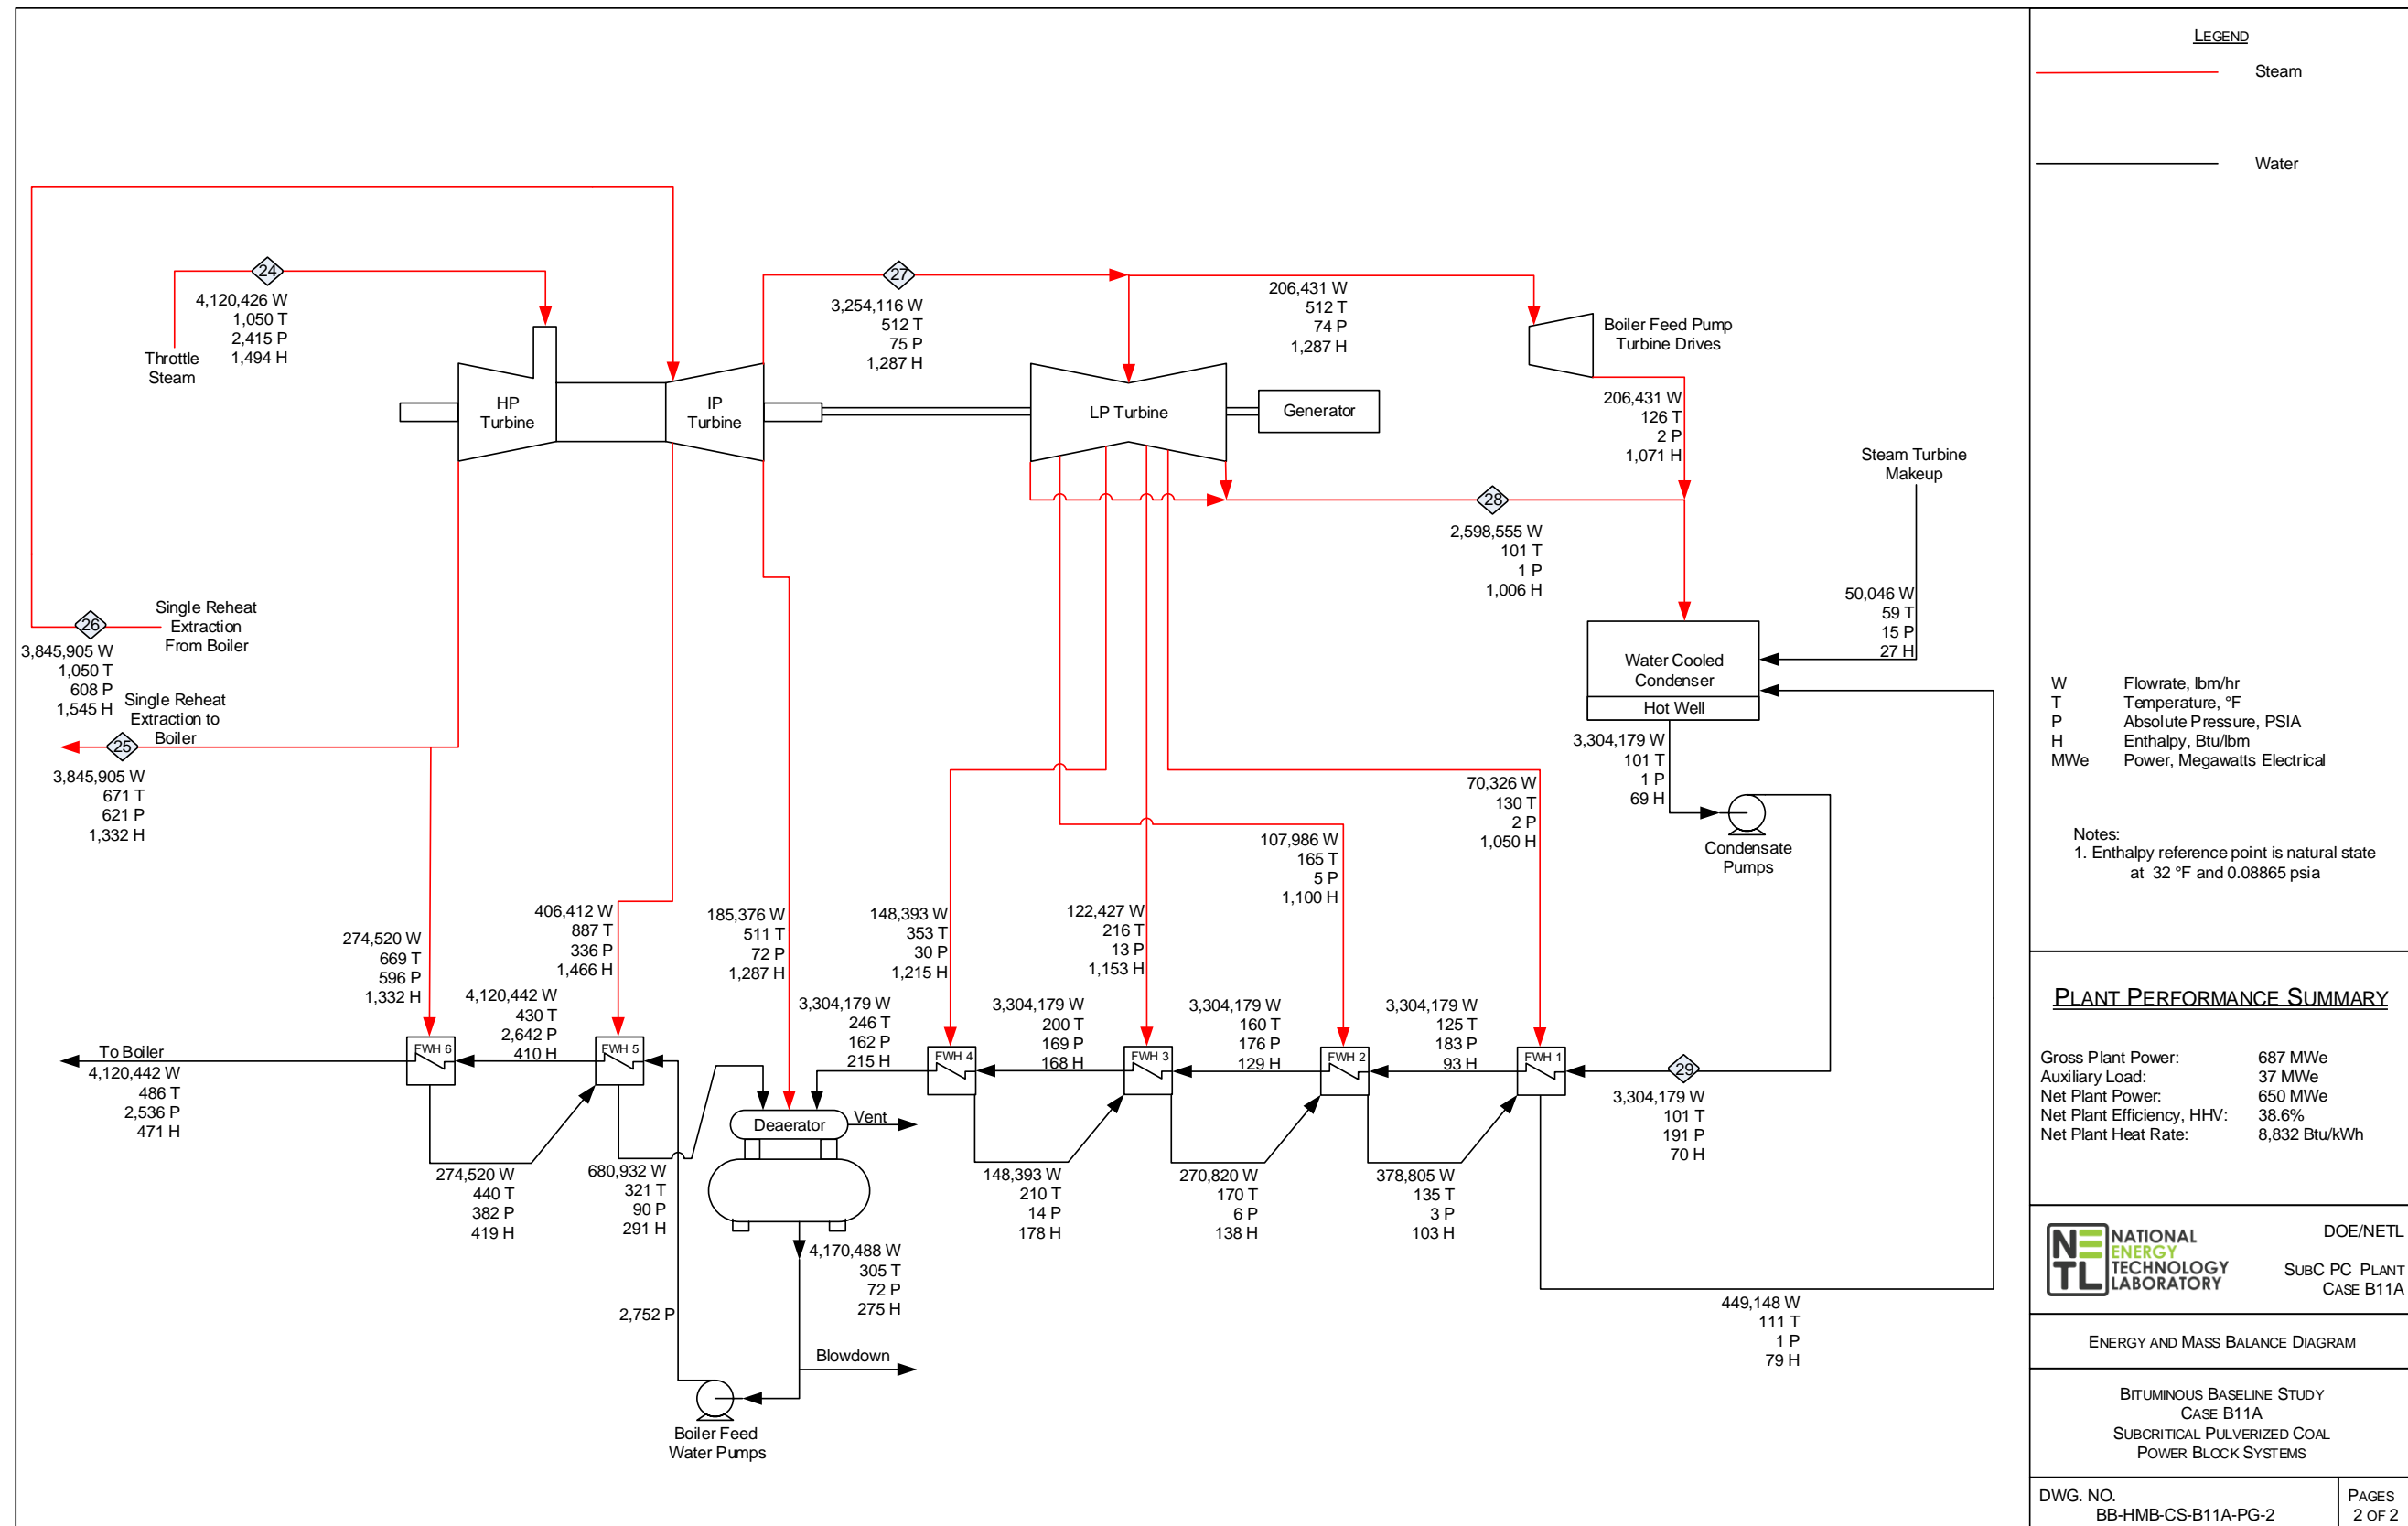 LEGEND
Steam
Water
24
4,120,426 W
1,050 T
2,415 P
1,494 H
Throttle
Steam
HP
Turbine
IP
Turbine
27
3,254,116 W
512 T
75 P
1,287 H
206,431 W
512 T
74 P
1,287 H
Boiler Feed Pump
Turbine Drives
LP Turbine
Generator
206,431 W
126 T
2 P
1,071 H
Steam Turbine
Makeup
28
2,598,555 W
101 T
1 P
1,006 H
50,046 W
59 T
15 P
27 H
26
Single Reheat
Extraction
From Boiler
3,845,905 W
1,050 T
608 P
1,545 H
Single Reheat
Extraction to
Boiler
25
3,845,905 W
671 T
621 P
1,332 H
Water Cooled
Condenser
Hot Well
3,304,179 W
101 T
1 P
69 H
Condensate
Pumps
70,326 W
130 T
2 P
1,050 H
107,986 W
165 T
5 P
1,100 H
274,520 W
669 T
596 P
1,332 H
406,412 W
887 T
336 P
1,466 H
185,376 W
511 T
72 P
1,287 H
148,393 W
353 T
30 P
1,215 H
122,427 W
216 T
13 P
1,153 H
4,120,442 W
430 T
2,642 P
410 H
3,304,179 W
246 T
162 P
215 H
3,304,179 W
200 T
169 P
168 H
3,304,179 W
160 T
176 P
129 H
3,304,179 W
125 T
183 P
93 H
To Boiler
4,120,442 W
486 T
2,536 P
471 H
FWH 6
FWH 5
FWH 4
FWH 3
FWH 2
FWH 1
29
3,304,179 W
101 T
191 P
70 H
Deaerator
Vent
274,520 W
440 T
382 P
419 H
680,932 W
321 T
90 P
291 H
148,393 W
210 T
14 P
178 H
270,820 W
170 T
6 P
138 H
378,805 W
135 T
3 P
103 H
4,170,488 W
305 T
72 P
275 H
2,752 P
449,148 W
111 T
1 P
79 H
Blowdown
Boiler Feed
Water Pumps
W Flowrate, lbm/hr
T Temperature, °F
P Absolute Pressure, PSIA
H Enthalpy, Btu/lbm
MWe Power, Megawatts Electrical
Notes:
1. Enthalpy reference point is natural state
at 32 °F and 0.08865 psia
PLANT PERFORMANCE SUMMARY
Gross Plant Power: 687 MWe
Auxiliary Load: 37 MWe
Net Plant Power: 650 MWe
Net Plant Efficiency, HHV: 38.6%
Net Plant Heat Rate: 8,832 Btu/kWh
NETL
NATIONAL
ENERGY
TECHNOLOGY
LABORATORY
DOE/NETL
SUBC PC PLANT
CASE B11A
ENERGY AND MASS BALANCE DIAGRAM
BITUMINOUS BASELINE STUDY
CASE B11A
SUBCRITICAL PULVERIZED COAL
POWER BLOCK SYSTEMS
DWG. NO.
BB-HMB-CS-B11A-PG-2
PAGES
2 OF 2